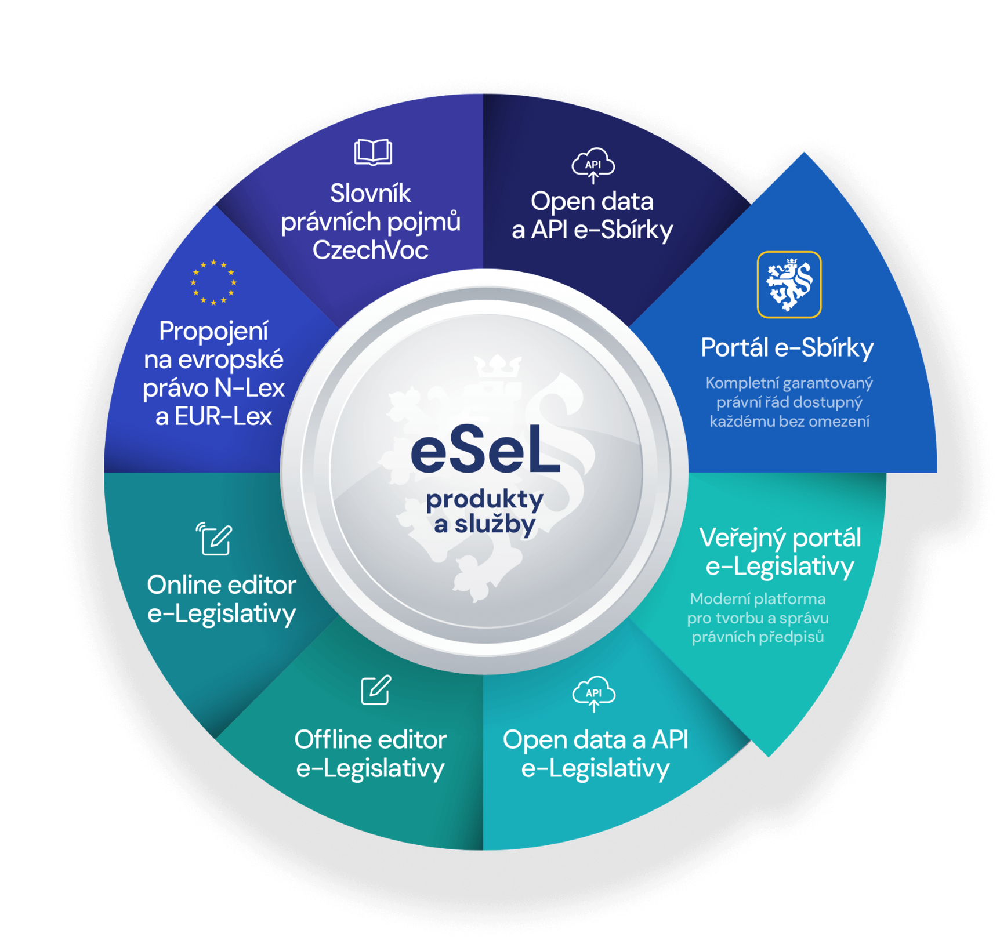 Slovník
právních pojmů
CzechVoc
API
Open data
a API e-Sbírky
Portál e-Sbírky
Kompletní garantovaný
právní řád dostupný
každému bez omezení
Propojení
na evropské
právo N-Lex
a EUR-Lex
eSeL
produkty
a služby
Veřejný portál
e-Legislativy
Moderní platforma
pro tvorbu a správu
právních předpisů
Online editor
e-Legislativy
Offline editor
e-Legislativy
API
Open data a API
e-Legislativy